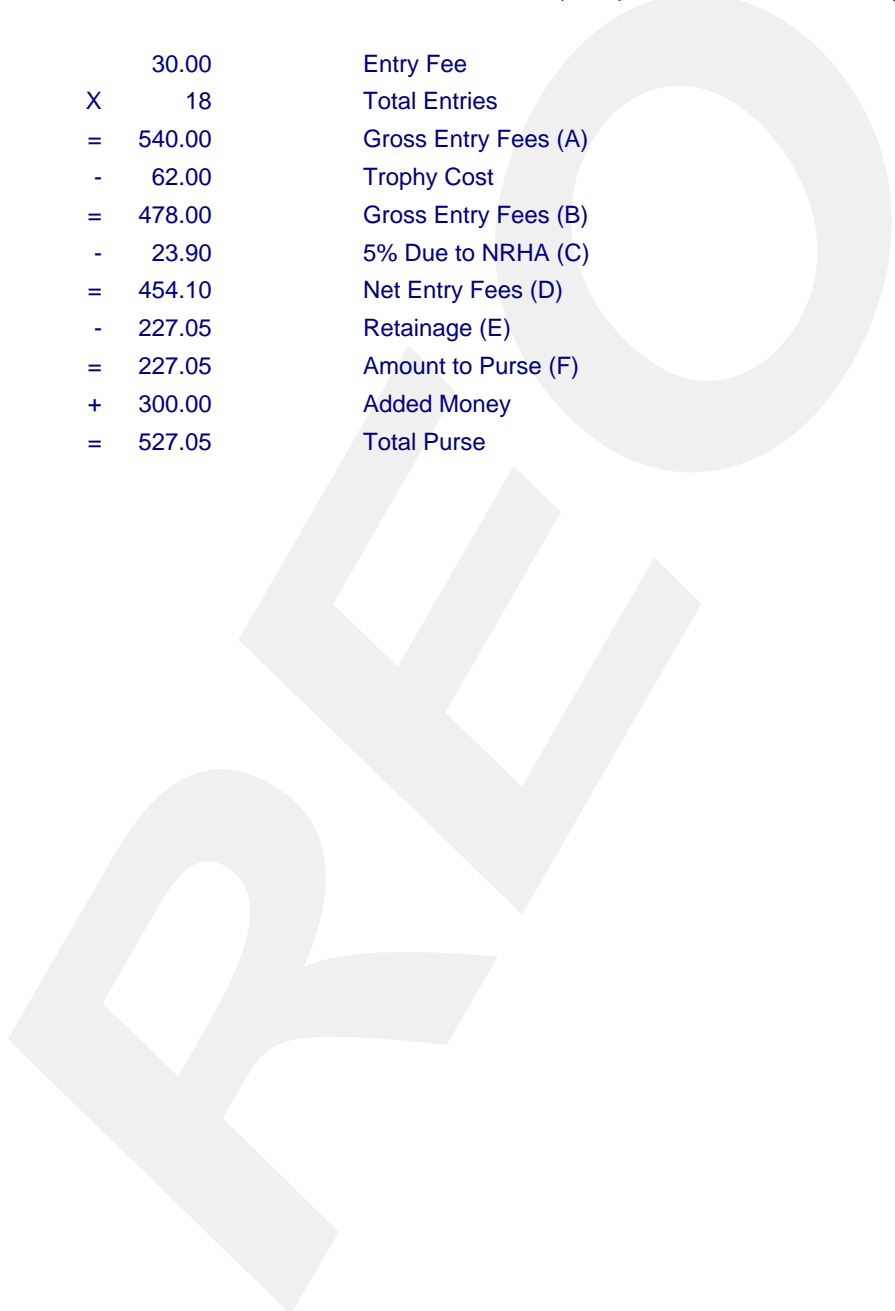 30.00 Entry Fee
X 18 Total Entries
= 540.00 Gross Entry Fees (A)
- 62.00 Trophy Cost
= 478.00 Gross Entry Fees (B)
- 23.90 5% Due to NRHA (C)
= 454.10 Net Entry Fees (D)
- 227.05 Retainage (E)
= 227.05 Amount to Purse (F)
+ 300.00 Added Money
= 527.05 Total Purse
REO